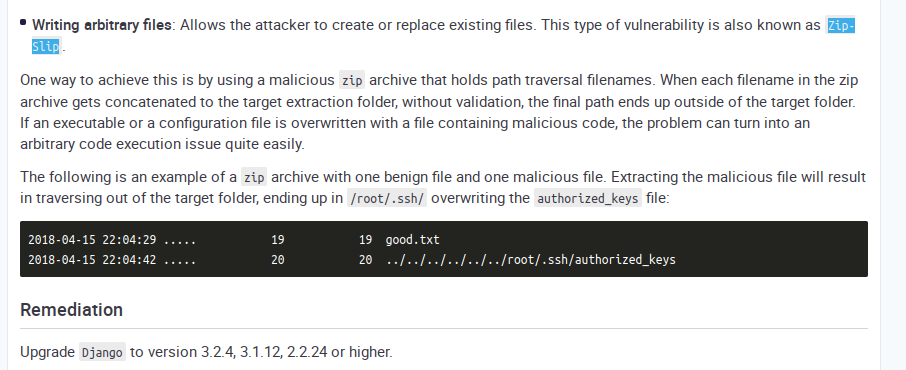 Writing arbitrary files: Allows the attacker to create or replace existing files. This type of vulnerability is also known as Zip-
Slip.
One way to achieve this is by using a malicious zip archive that holds path traversal filenames. When each filename in the zip
archive gets concatenated to the target extraction folder, without validation, the final path ends up outside of the target folder.
If an executable or a configuration file is overwritten with a file containing malicious code, the problem can turn into an
arbitrary code execution issue quite easily.
The following is an example of a zip archive with one benign file and one malicious file. Extracting the malicious file will result
in traversing out of the target folder, ending up in /root/.ssh/ overwriting the authorized_keys file:
2018-04-15 22:04:29 ..... 19 19 good.txt
2018-04-15 22:04:42 ..... 20 20 ../../../../../../root/.ssh/authorized_keys
Remediation
Upgrade Django to version 3.2.4, 3.1.12, 2.2.24 or higher.